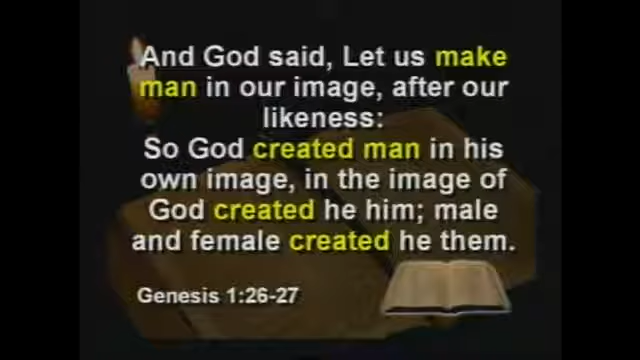 And God said, Let us make
man in our image, after our
likeness:
So God created man in his
own image, in the image of
God created he him; male
and female created he them.
Genesis 1:26-27